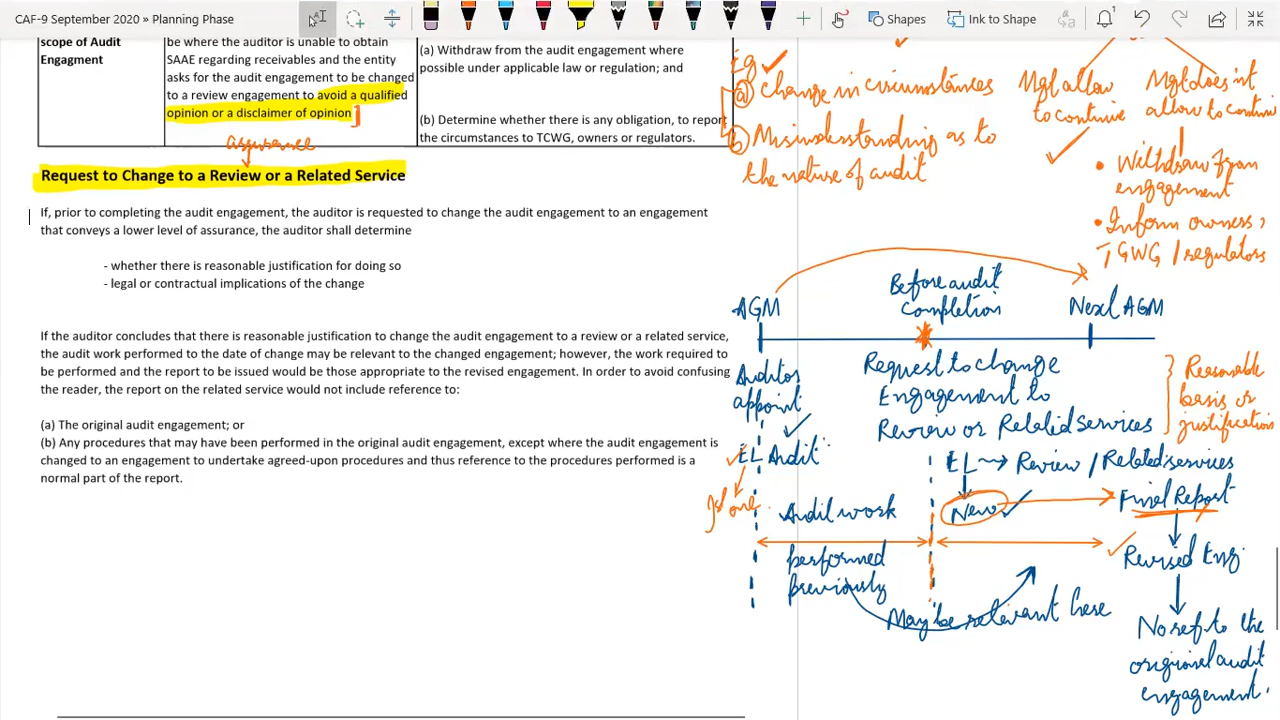 CAF-9 September 2020 » Planning Phase
Shapes
Ink to Shape
scope of Audit
Engagment
be where the auditor is unable to obtain
SAAE regarding receivables and the entity
asks for the audit engagement to be changed
to a review engagement to avoid a qualified
opinion or a disclaimer of opinion
(a) Withdraw from the audit engagement where
possible under applicable law or regulation; and
(b) Determine whether there is any obligation, to report
the circumstances to TCWG, owners or regulators.
assurance
Request to Change to a Review or a Related Service
If, prior to completing the audit engagement, the auditor is requested to change the audit engagement to an engagement
that conveys a lower level of assurance, the auditor shall determine
- whether there is reasonable justification for doing so
- legal or contractual implications of the change
If the auditor concludes that there is reasonable justification to change the audit engagement to a review or a related service,
the audit work performed to the date of change may be relevant to the changed engagement; however, the work required to
be performed and the report to be issued would be those appropriate to the revised engagement. In order to avoid confusing
the reader, the report on the related service would not include reference to:
(a) The original audit engagement; or
(b) Any procedures that may have been performed in the original audit engagement, except where the audit engagement is
changed to an engagement to undertake agreed-upon procedures and thus reference to the procedures performed is a
normal part of the report.
Eg
(a) Change in circumstances
(b) Misunderstanding as to
the nature of audit
Mgt allow
to continue
Mgt does nt
allow to continue
• Withdraw from
engagement
• Inform owners,
TGWG / regulators
AGM
Before audit
Completion
Next AGM
Auditor
appoint
EL Audit
1st one
Request to change
Engagement to
Review or Related Services
Reasonable
basis or
justification
EL → Review / Related services
New
Final Report
Audit work
performed
previously
May be relevant here
Revised Eng
No ref to the
original audit
engagement.